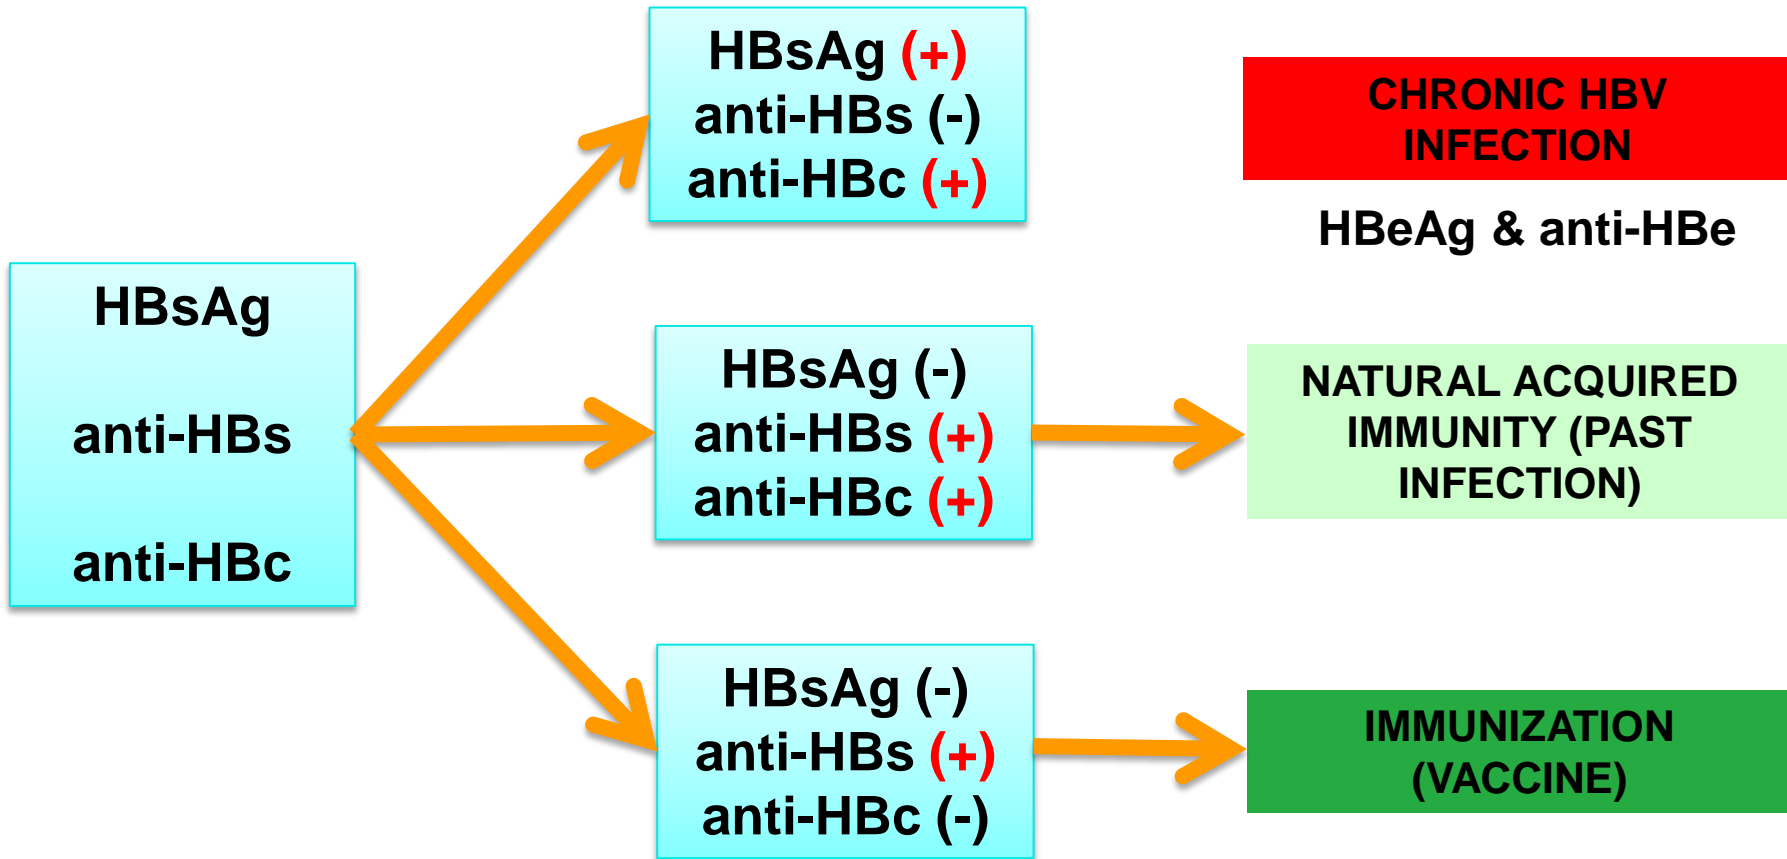 HBsAg
anti-HBs
anti-HBc
HBsAg (+)
anti-HBs (-)
anti-HBc (+)
CHRONIC HBV
INFECTION
HBeAg & anti-HBe
HBsAg (-)
anti-HBs (+)
anti-HBc (+)
NATURAL ACQUIRED
IMMUNITY (PAST
INFECTION)
HBsAg (-)
anti-HBs (+)
anti-HBc (-)
IMMUNIZATION
(VACCINE)